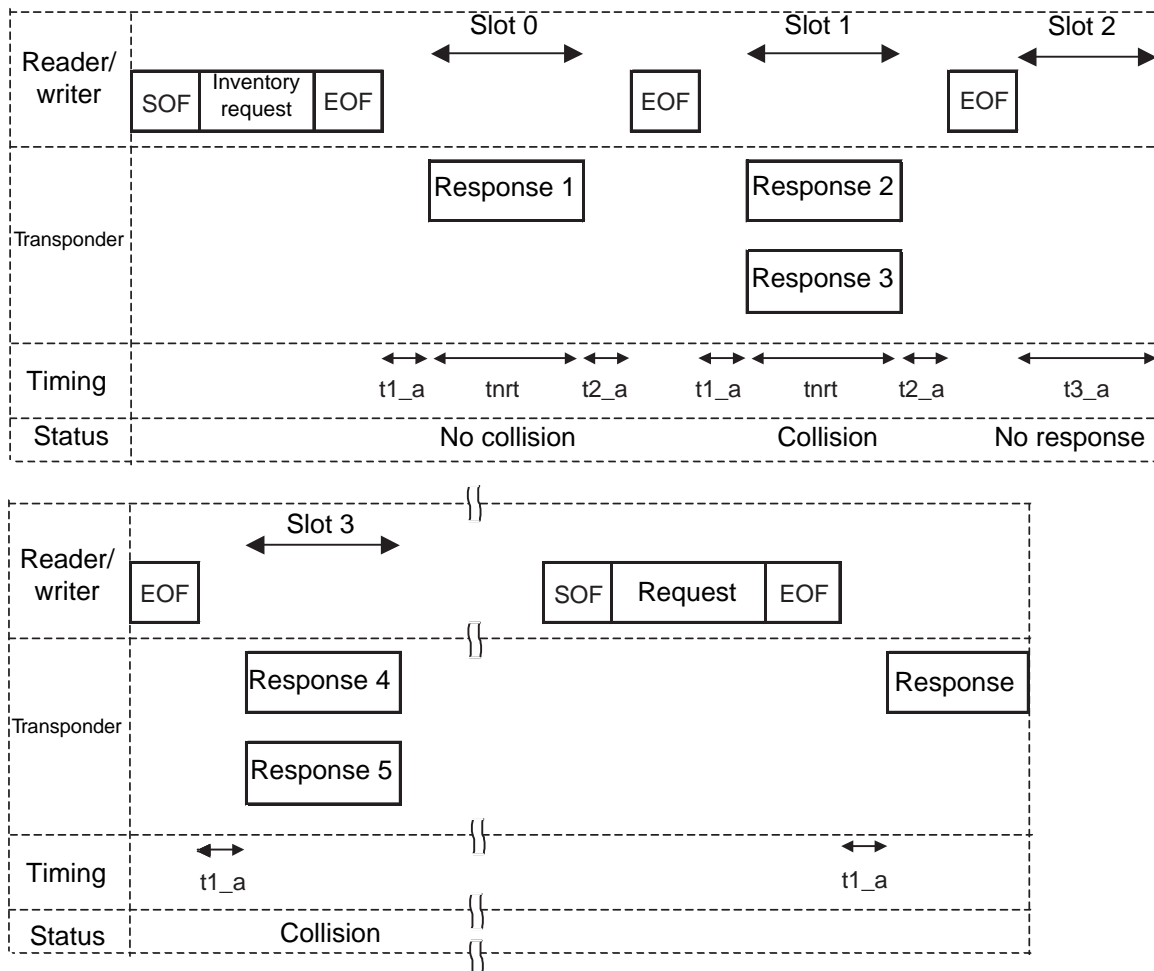 Slot 0
Slot 1
Slot 2
Reader/
writer
SOF
Inventory
request
EOF
EOF
EOF
Transponder
Response 1
Response 2
Response 3
Timing
t1_a
tnrt
t2_a
t1_a
tnrt
t2_a
t3_a
Status
No collision
Collision
No response
Slot 3
Reader/
writer
EOF
SOF
Request
EOF
Transponder
Response 4
Response
Response 5
Timing
t1_a
t1_a
Status
Collision